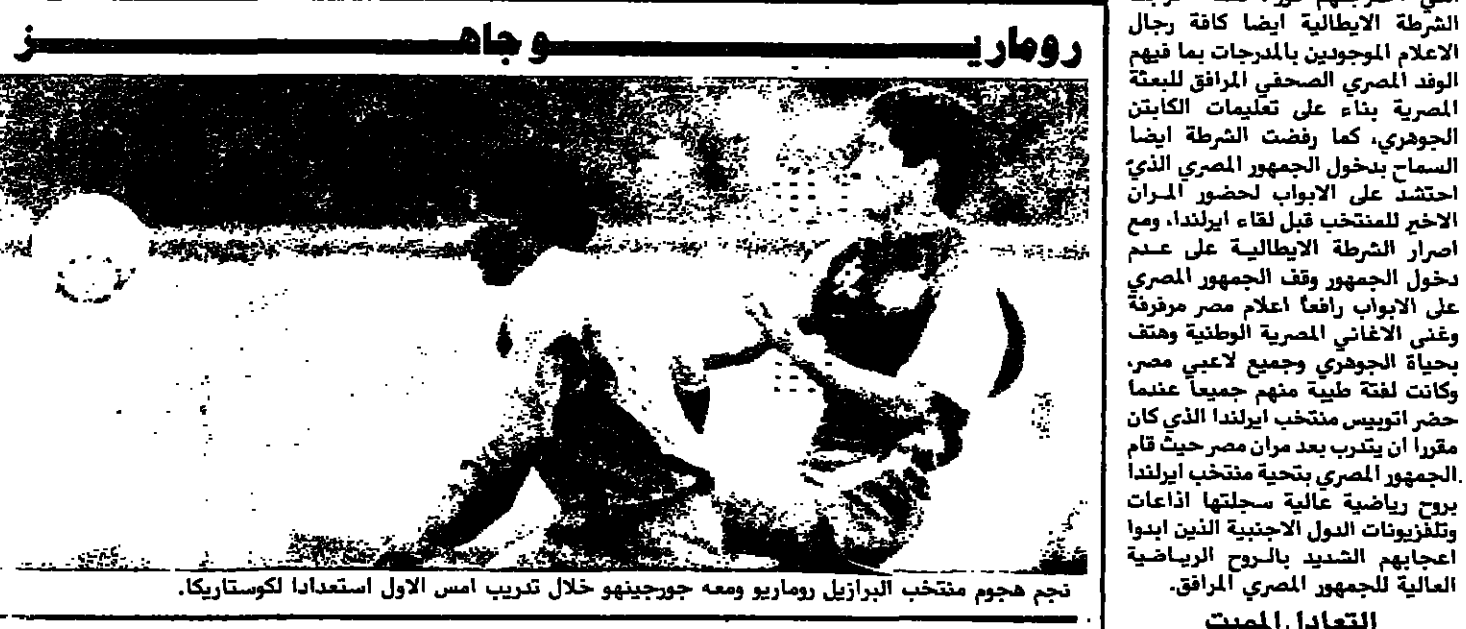 الشرطة الايطالية ايضا كافة رجال
الاعلام الموجودين بالمدرجات بما فيهم
الوفد المصري الصحفي المرافق للبعثة
المصرية بناء على تعليمات الكابتن
الجوهري، كما رفضت الشرطة ايضا
السماح بدخول الجمهور المصري الذي
احتشد على الابواب لحضور المران
الاخير للمنتخب قبل لقاء ايرلندا، ومع
اصرار الشرطة الايطالية على عدم
دخول الجمهور وقف الجمهور المصري
على الابواب رافعاً اعلام مصر مرفرفة
وغنى الاغاني المصرية الوطنية وهتف
بحياة الجوهري وجميع لاعبي مصر،
وكانت لفتة طيبة منهم جميعاً عندما
حضر اتوبيس منتخب ايرلندا الذي كان
مقررا ان يتدرب بعد مران مصر حيث قام
الجمهور المصري بتحية منتخب ايرلندا
بروح رياضية عالية سجلتها اذاعات
وتلفزيونات الدول الاجنبية الذين ابدوا
اعجابهم الشديد بالروح الرياضية
العالية للجمهور المصري المرافق.
التعادل المميت
روماريو جاهز
نجم هجوم منتخب البرازيل روماريو ومعه جورجينهو خلال تدريب امس الاول استعدادا لكوستاريكا.